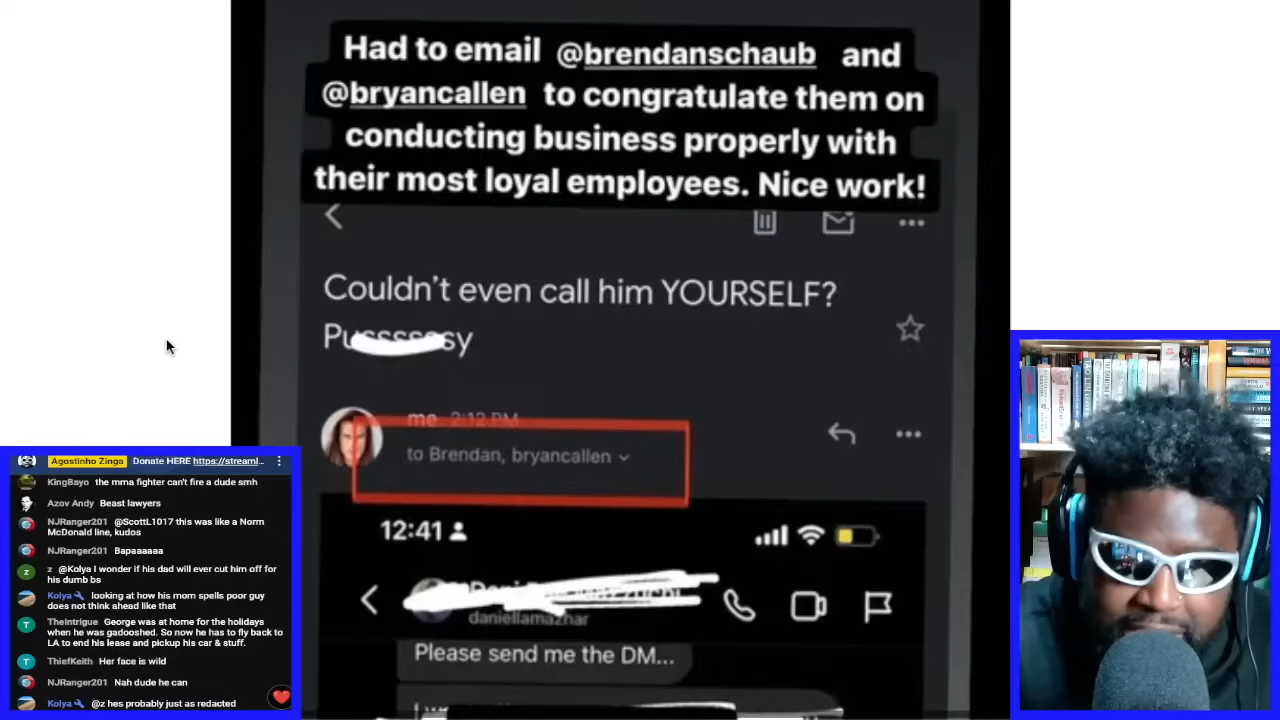 Had to email @brendanschaub and
@bryancallen to congratulate them on
conducting business properly with
their most loyal employees. Nice work!
Couldn't even call him YOURSELF?
me 2:12 PM
to Brendan, bryancallen
12:41
daniellamazhar
Please send me the DM...
Agostinho Zinga Donate HERE https://streaml...
KingBayo the mma fighter can't fire a dude smh
Azov Andy Beast lawyers
NJRanger201 @ScottL1017 this was like a Norm
McDonald line, kudos
NJRanger201 Bapaaaaaa
z @Kolya I wonder if his dad will ever cut him off for
his dumb bs
Kolya looking at how his mom spells poor guy
does not think ahead like that
TheIntrigue George was at home for the holidays
when he was gadooshed. So now he has to fly back to
LA to end his lease and pickup his car & stuff.
ThiefKeith Her face is wild
NJRanger201 Nah dude he can
Kolya @z hes probably just as redacted